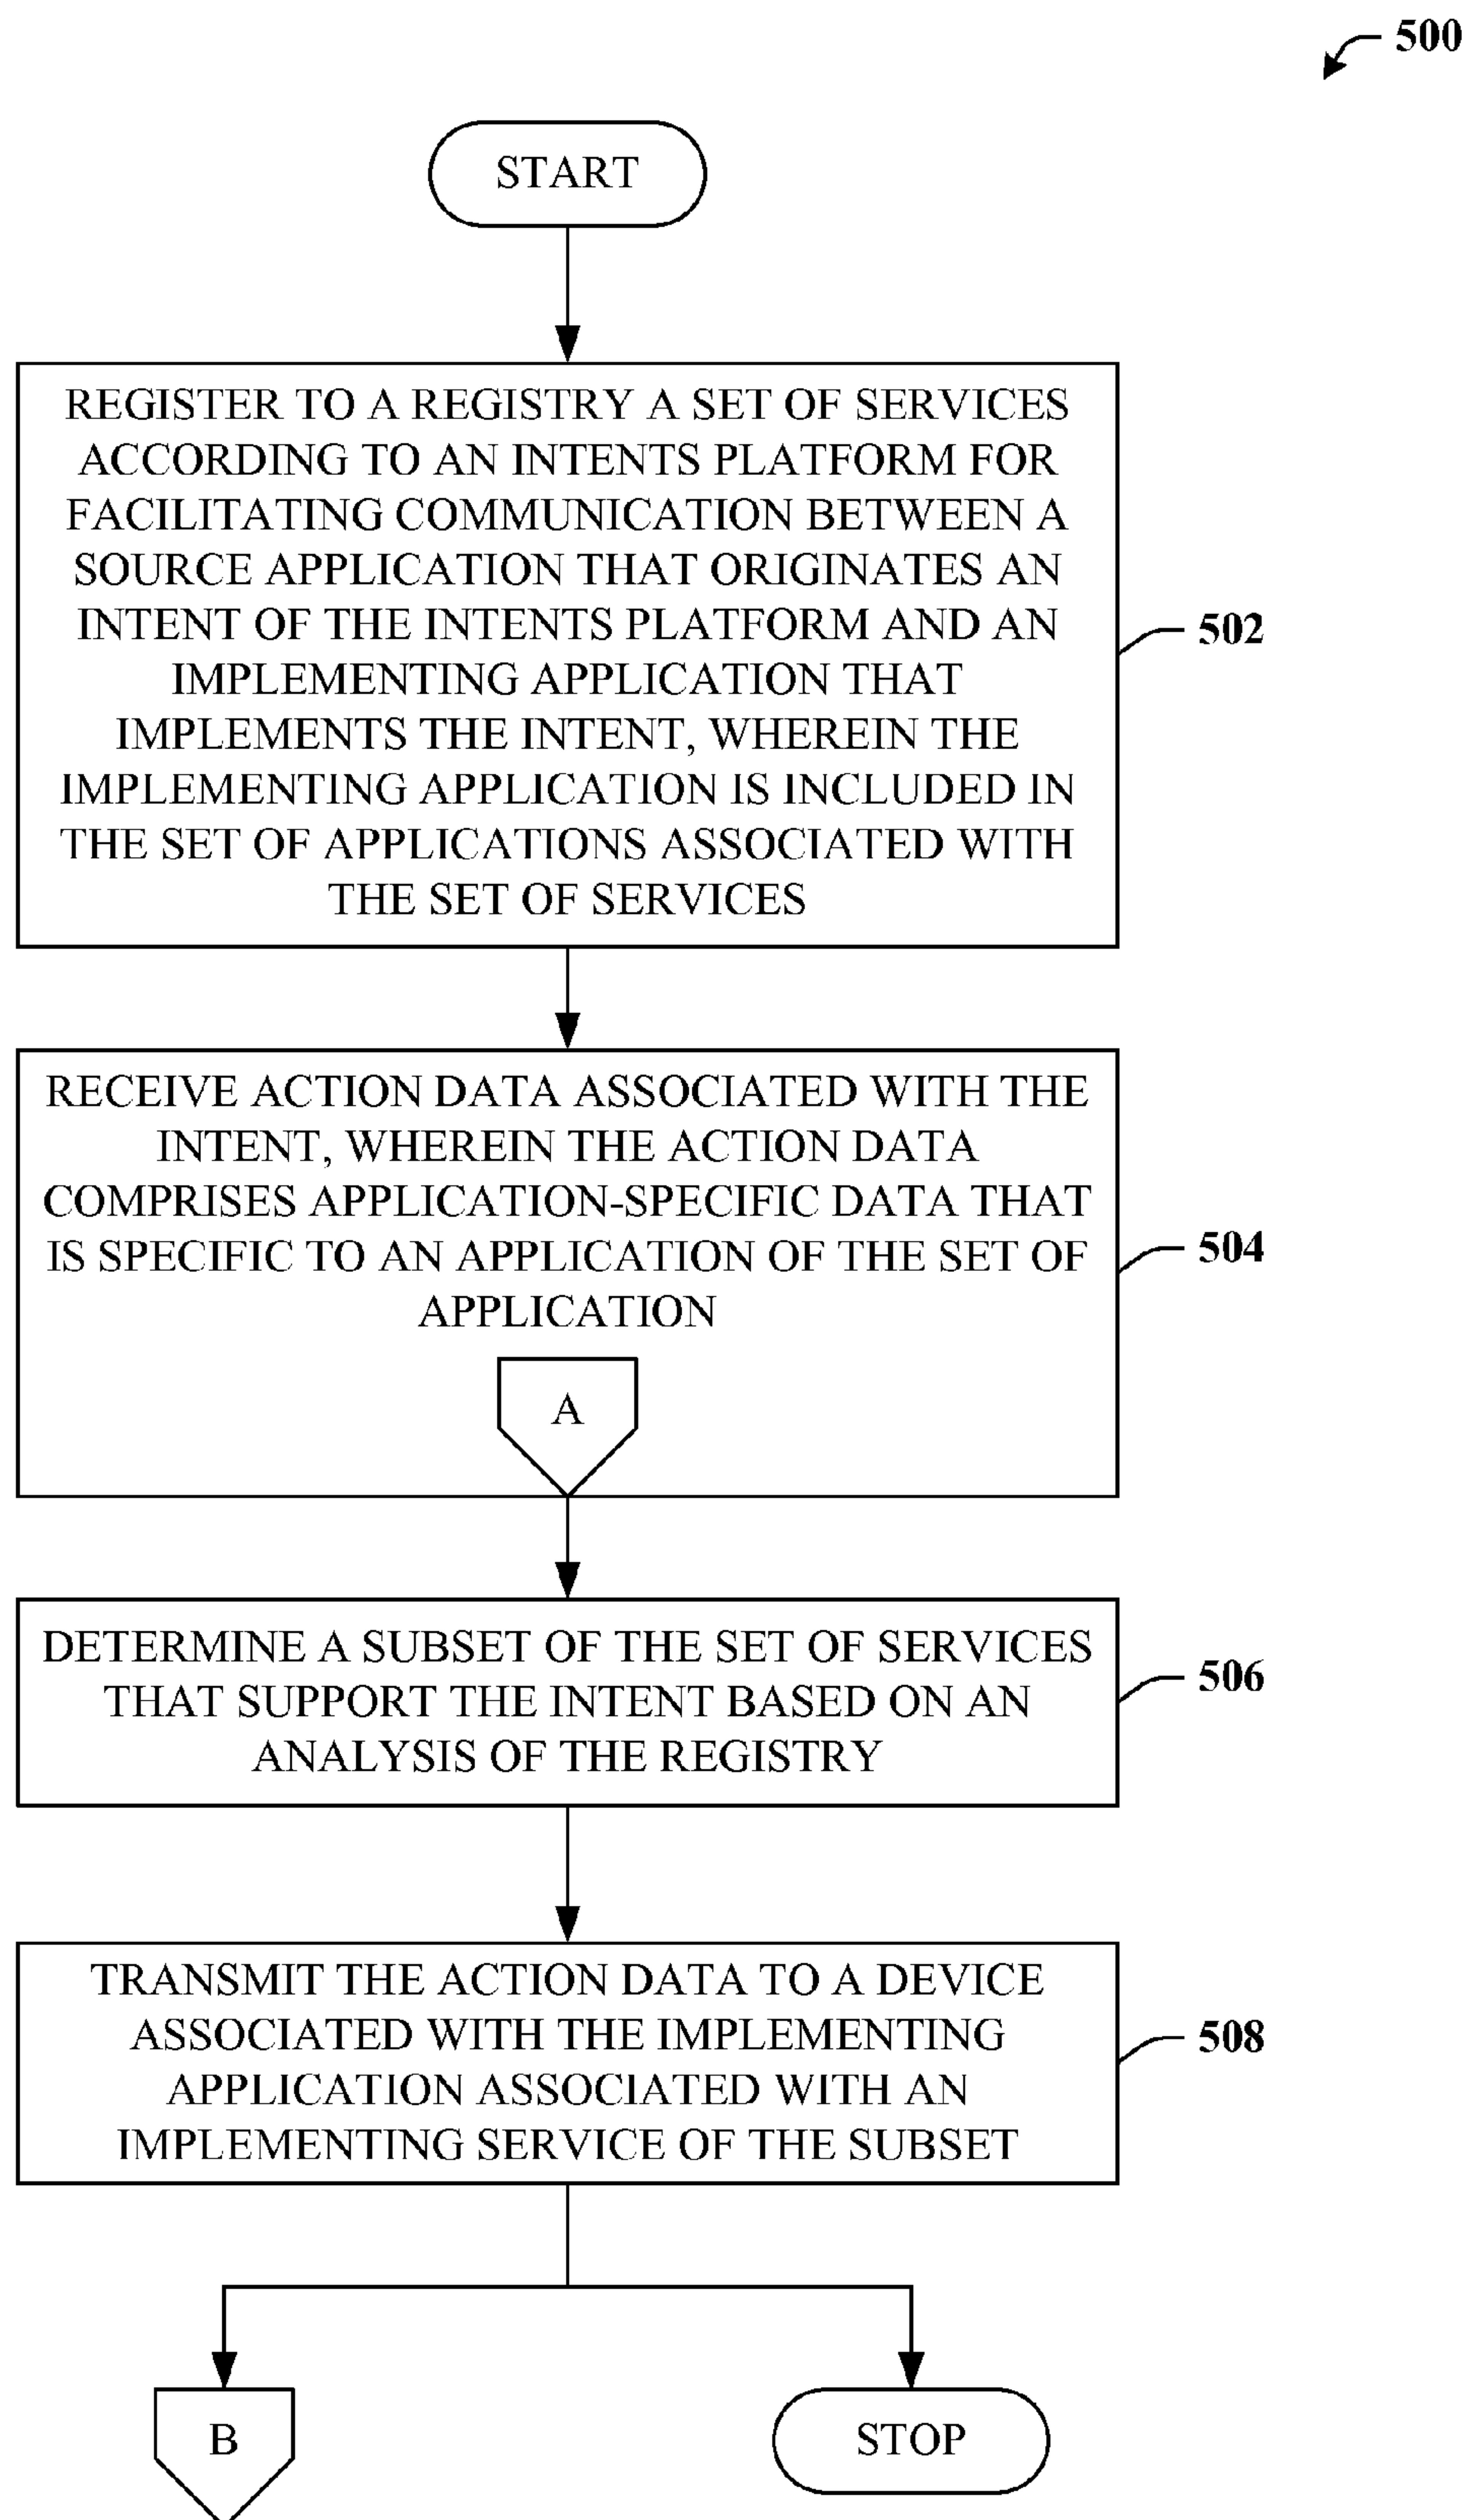 500
START
REGISTER TO A REGISTRY A SET OF SERVICES
ACCORDING TO AN INTENTS PLATFORM FOR
FACILITATING COMMUNICATION BETWEEN A
SOURCE APPLICATION THAT ORIGINATES AN
INTENT OF THE INTENTS PLATFORM AND AN
IMPLEMENTING APPLICATION THAT
IMPLEMENTS THE INTENT, WHEREIN THE
IMPLEMENTING APPLICATION IS INCLUDED IN
THE SET OF APPLICATIONS ASSOCIATED WITH
THE SET OF SERVICES
502
RECEIVE ACTION DATA ASSOCIATED WITH THE
INTENT, WHEREIN THE ACTION DATA
COMPRISES APPLICATION-SPECIFIC DATA THAT
IS SPECIFIC TO AN APPLICATION OF THE SET OF
APPLICATION
504
A
DETERMINE A SUBSET OF THE SET OF SERVICES
THAT SUPPORT THE INTENT BASED ON AN
ANALYSIS OF THE REGISTRY
506
TRANSMIT THE ACTION DATA TO A DEVICE
ASSOCIATED WITH THE IMPLEMENTING
APPLICATION ASSOCIATED WITH AN
IMPLEMENTING SERVICE OF THE SUBSET
508
B
STOP